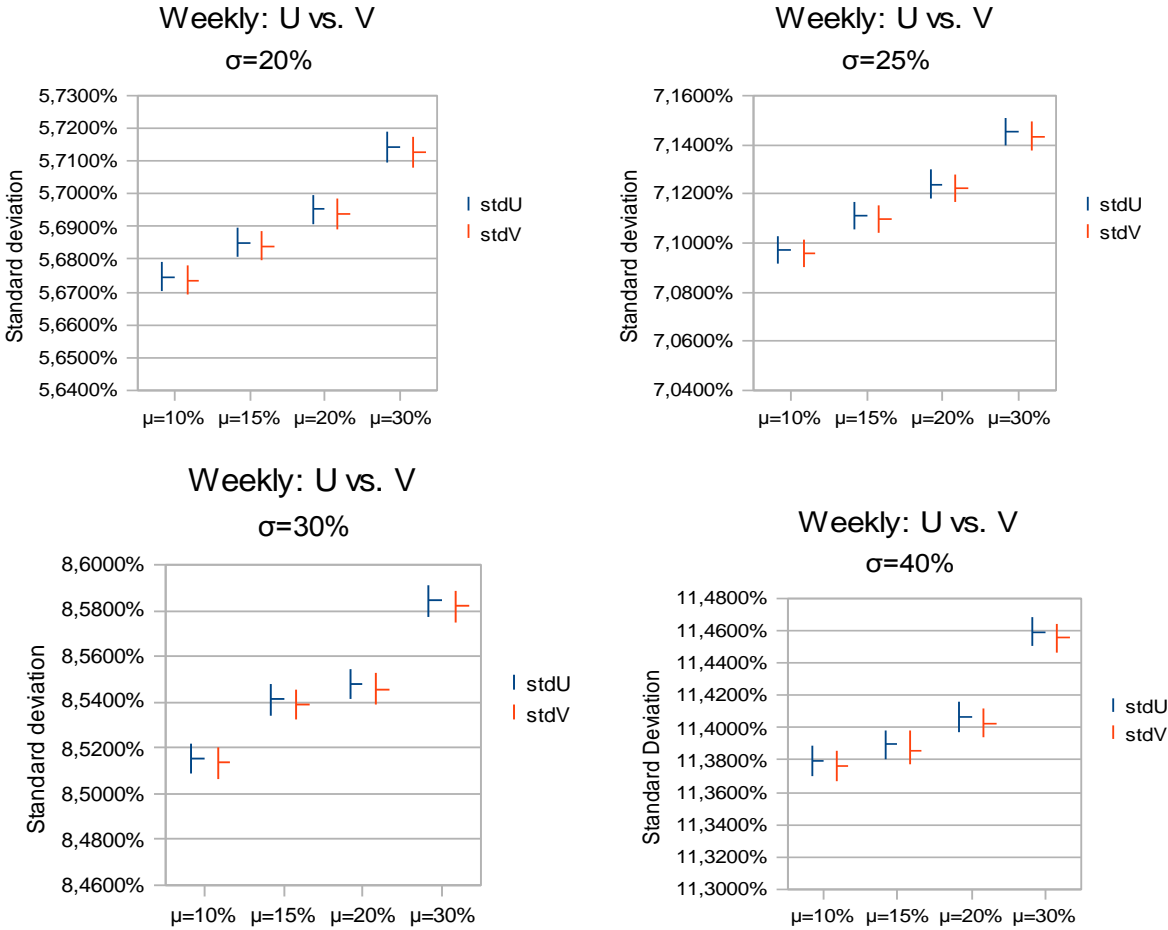 Weekly: U vs. V
σ=20%
Standard deviation
5,7300%
5,7200%
5,7100%
5,7000%
5,6900%
5,6800%
5,6700%
5,6600%
5,6500%
5,6400%
μ=10% μ=15% μ=20% μ=30%
stdU
stdV
Weekly: U vs. V
σ=25%
Standard deviation
7,1600%
7,1400%
7,1200%
7,1000%
7,0800%
7,0600%
7,0400%
μ=10% μ=15% μ=20% μ=30%
stdU
stdV
Weekly: U vs. V
σ=30%
Standard deviation
8,6000%
8,5800%
8,5600%
8,5400%
8,5200%
8,5000%
8,4800%
8,4600%
μ=10% μ=15% μ=20% μ=30%
stdU
stdV
Weekly: U vs. V
σ=40%
Standard Deviation
11,4800%
11,4600%
11,4400%
11,4200%
11,4000%
11,3800%
11,3600%
11,3400%
11,3200%
11,3000%
μ=10% μ=15% μ=20% μ=30%
stdU
stdV